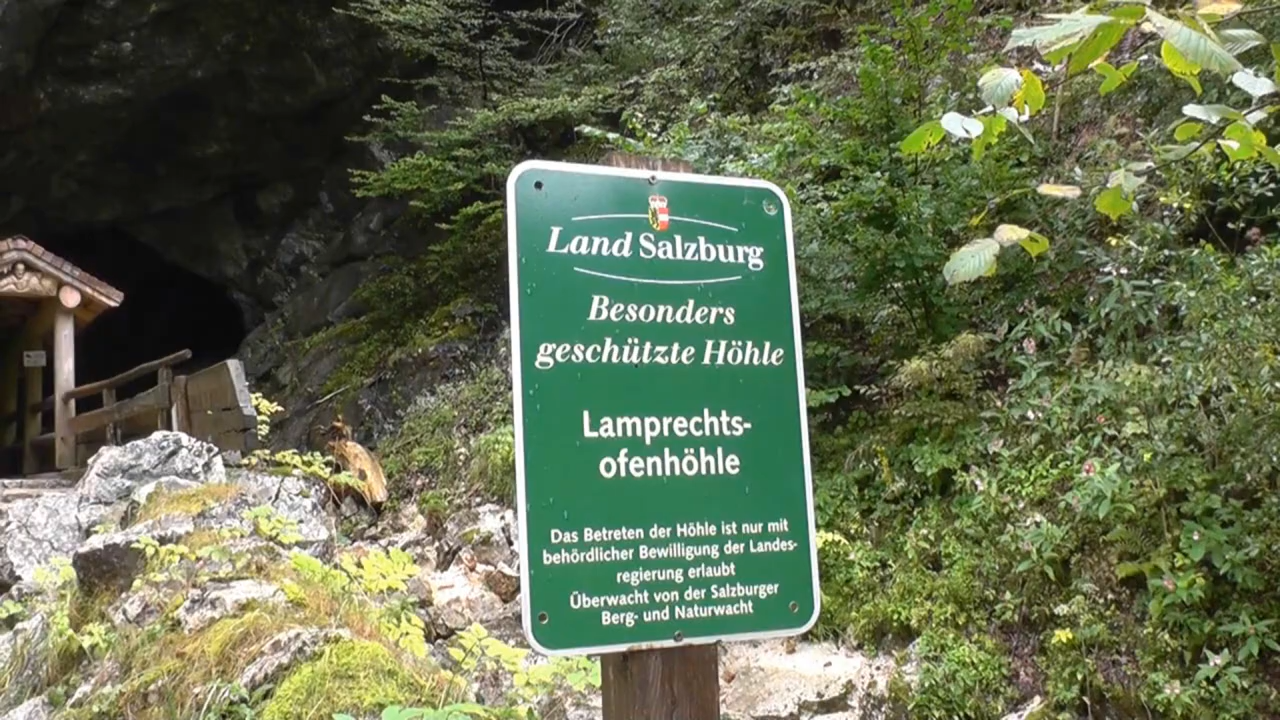 Land Salzburg
Besonders
geschützte Höhle
Lamprechts-
ofenhöhle
Das Betreten der Höhle ist nur mit
behördlicher Bewilligung der Landes-
regierung erlaubt
Überwacht von der Salzburger
Berg- und Naturwacht